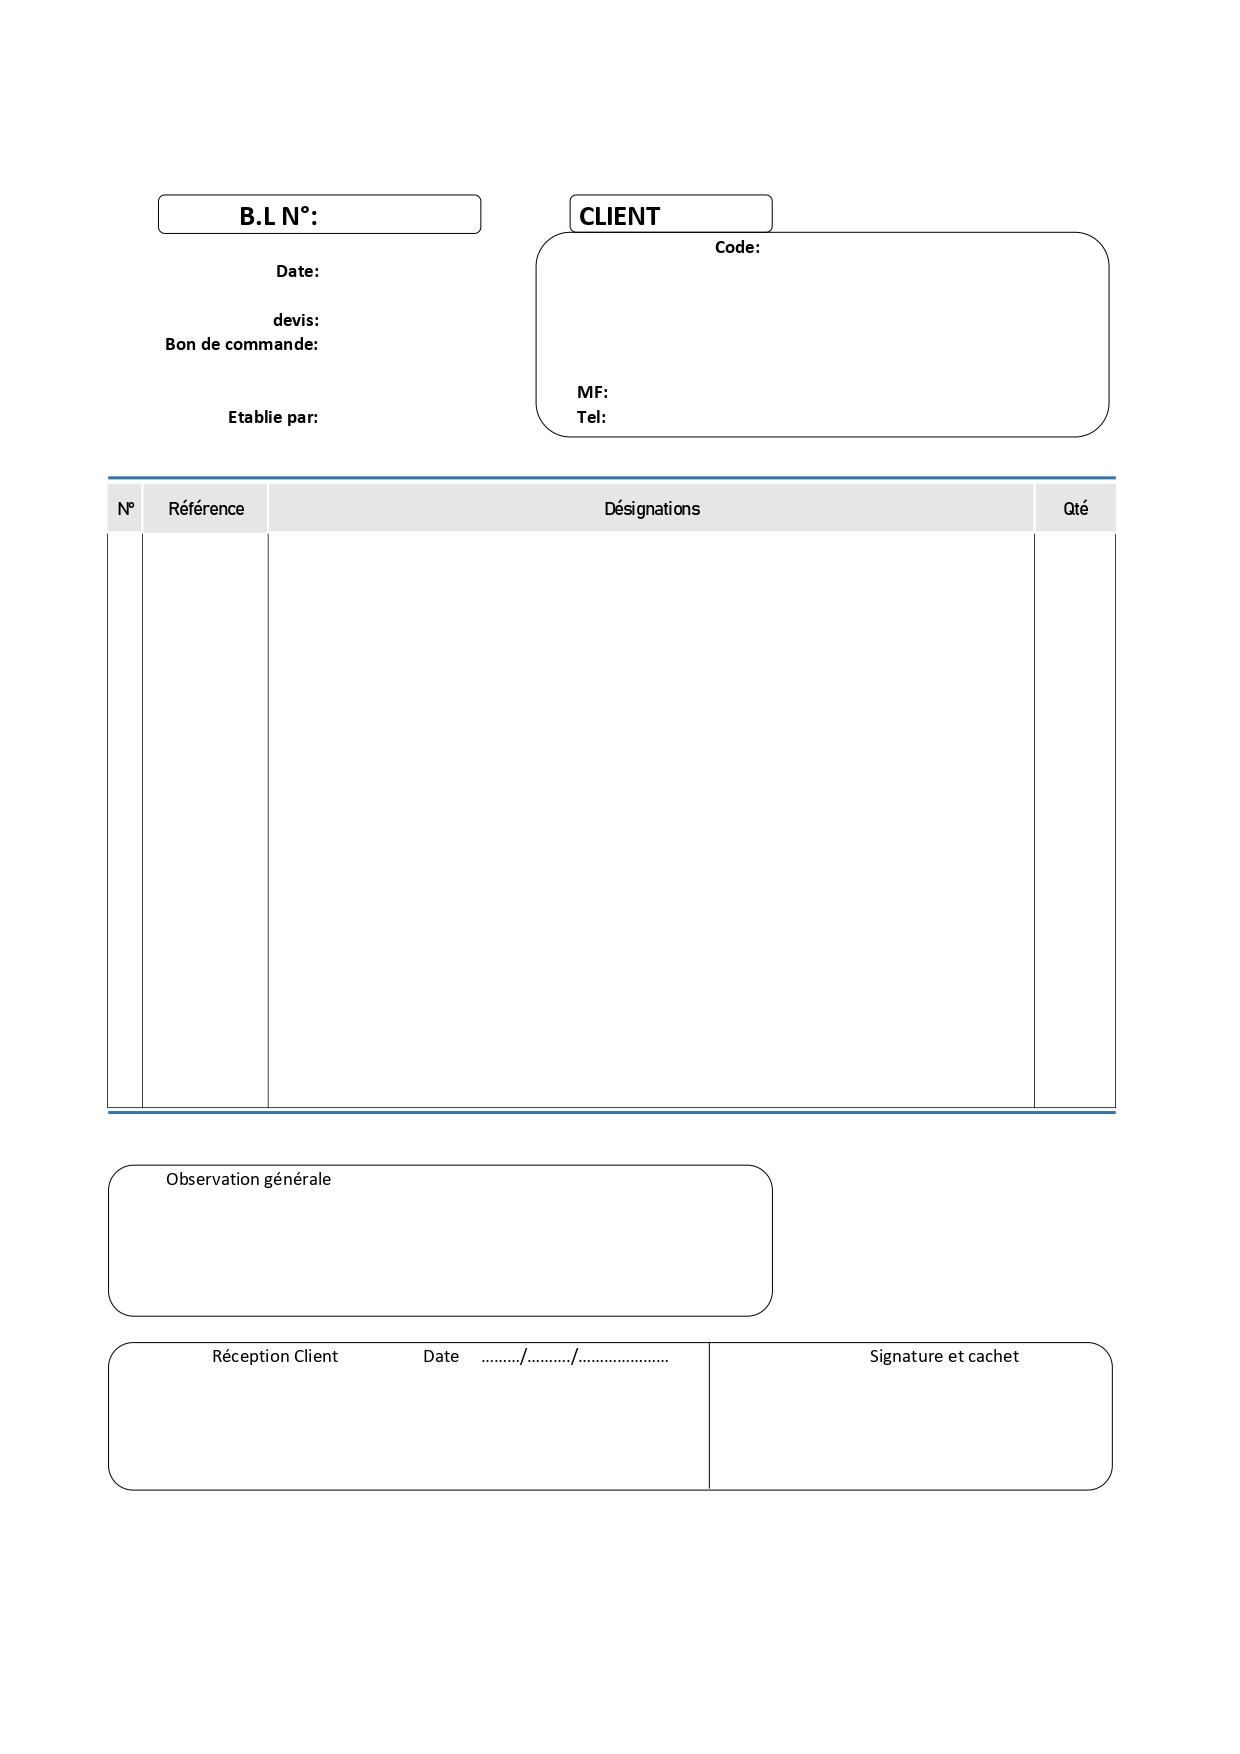 B.L N°:
CLIENT
Code:
Date:
devis:
Bon de commande:
MF:
Etablie par:
Tel:
N° Référence Désignations Qté
Observation générale
Réception Client Date ………/………./…………………
Signature et cachet